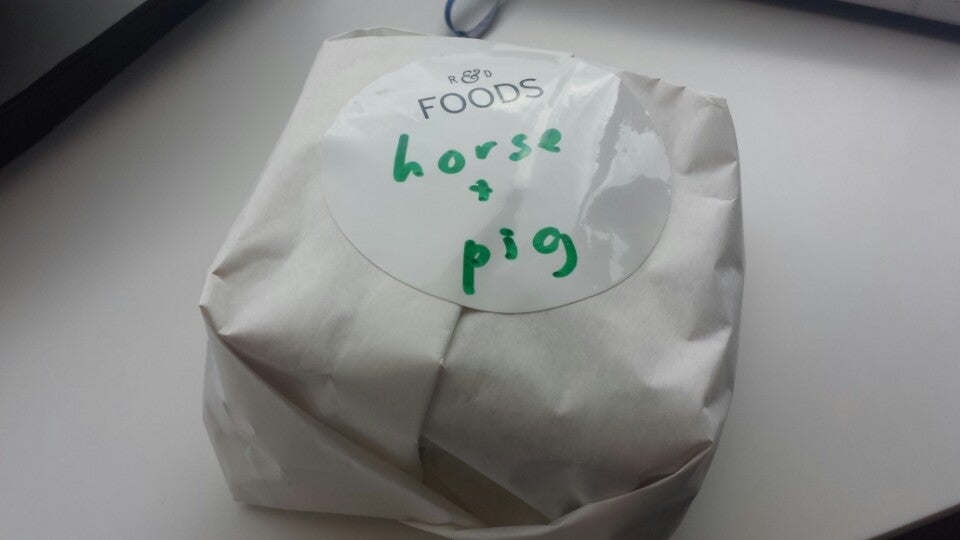 R & D
FOODS
horse
+
pig